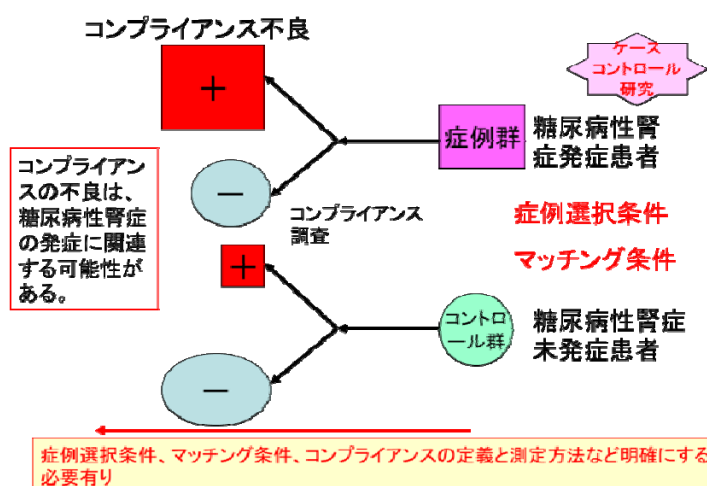 コンプライアンス不良
ケース
コントロール
研究
+
症例群
糖尿病性腎
症発症患者
コンプライアン
スの不良は、
糖尿病性腎症
の発症に関連
する可能性が
ある。
−
コンプライアンス
調査
症例選択条件
マッチング条件
+
コントロ
ール群
糖尿病性腎症
未発症患者
−
症例選択条件、マッチング条件、コンプライアンスの定義と測定方法など明確にする
必要有り